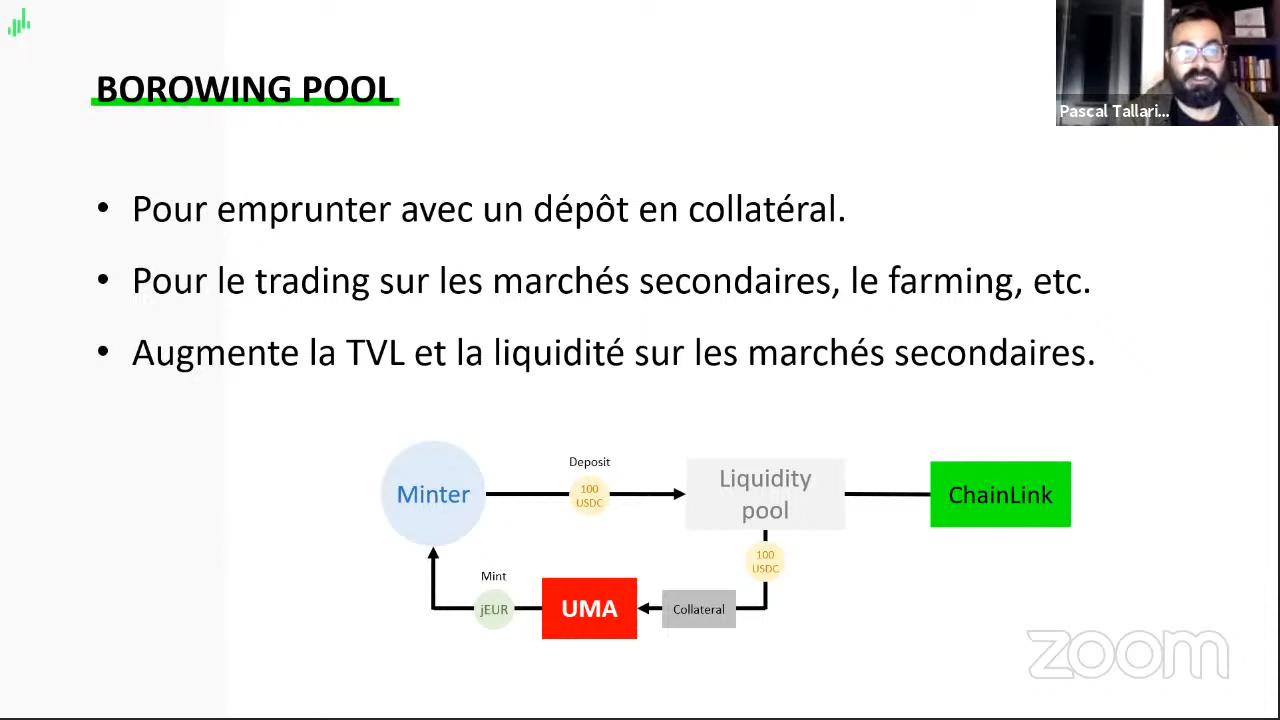 BOROWING POOL
Pascal Tallari...
• Pour emprunter avec un dépôt en collatéral.
• Pour le trading sur les marchés secondaires, le farming, etc.
• Augmente la TVL et la liquidité sur les marchés secondaires.
Deposit
Minter
100
USDC
Liquidity
pool
ChainLink
100
USDC
Mint
jEUR
UMA
Collateral
zoom